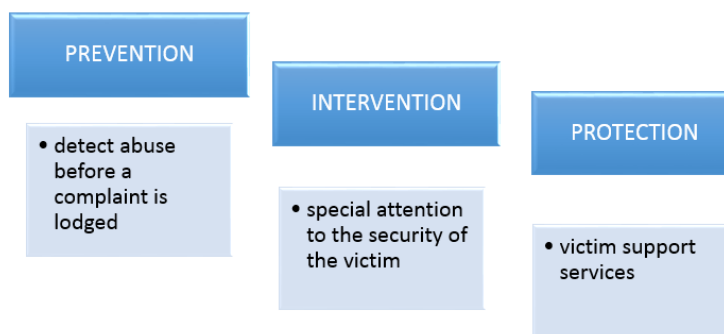 PREVENTION
• detect abuse
before a
complaint is
lodged
INTERVENTION
• special attention
to the security of
the victim
PROTECTION
• victim support
services